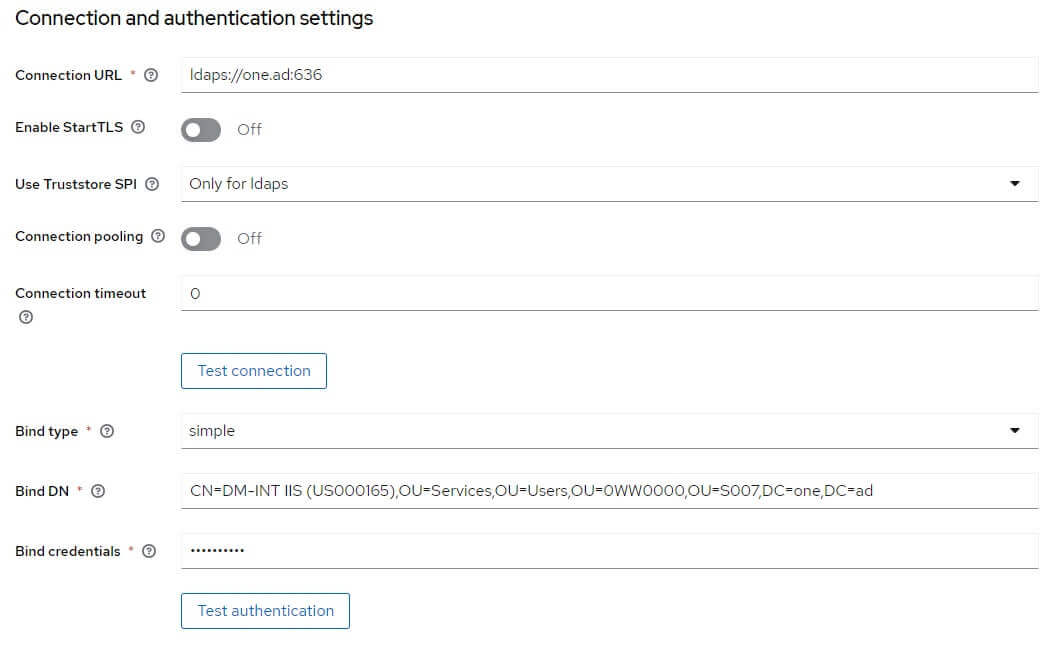 Connection and authentication settings
Connection URL * ldaps://one.ad:636
Enable StartTLS Off
Use Truststore SPI Only for ldaps
Connection pooling Off
Connection timeout 0
Test connection
Bind type * simple
Bind DN * CN=DM-INT IIS (US000165),OU=Services,OU=Users,OU=0WW0000,OU=S007,DC=one,DC=ad
Bind credentials * ••••••••••
Test authentication